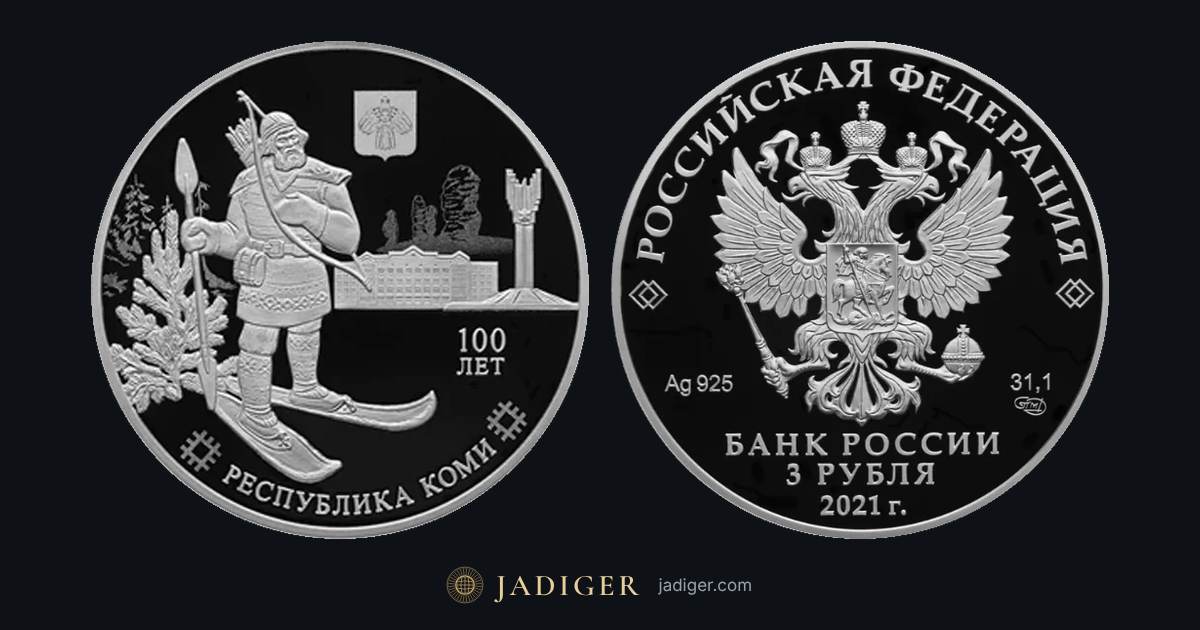 100
ЛЕТ
РЕСПУБЛИКА КОМИ
РОССИЙСКАЯ ФЕДЕРАЦИЯ
Ag 925
31,1
БАНК РОССИИ
3 РУБЛЯ
2021 г.
JADIGER
jadiger.com